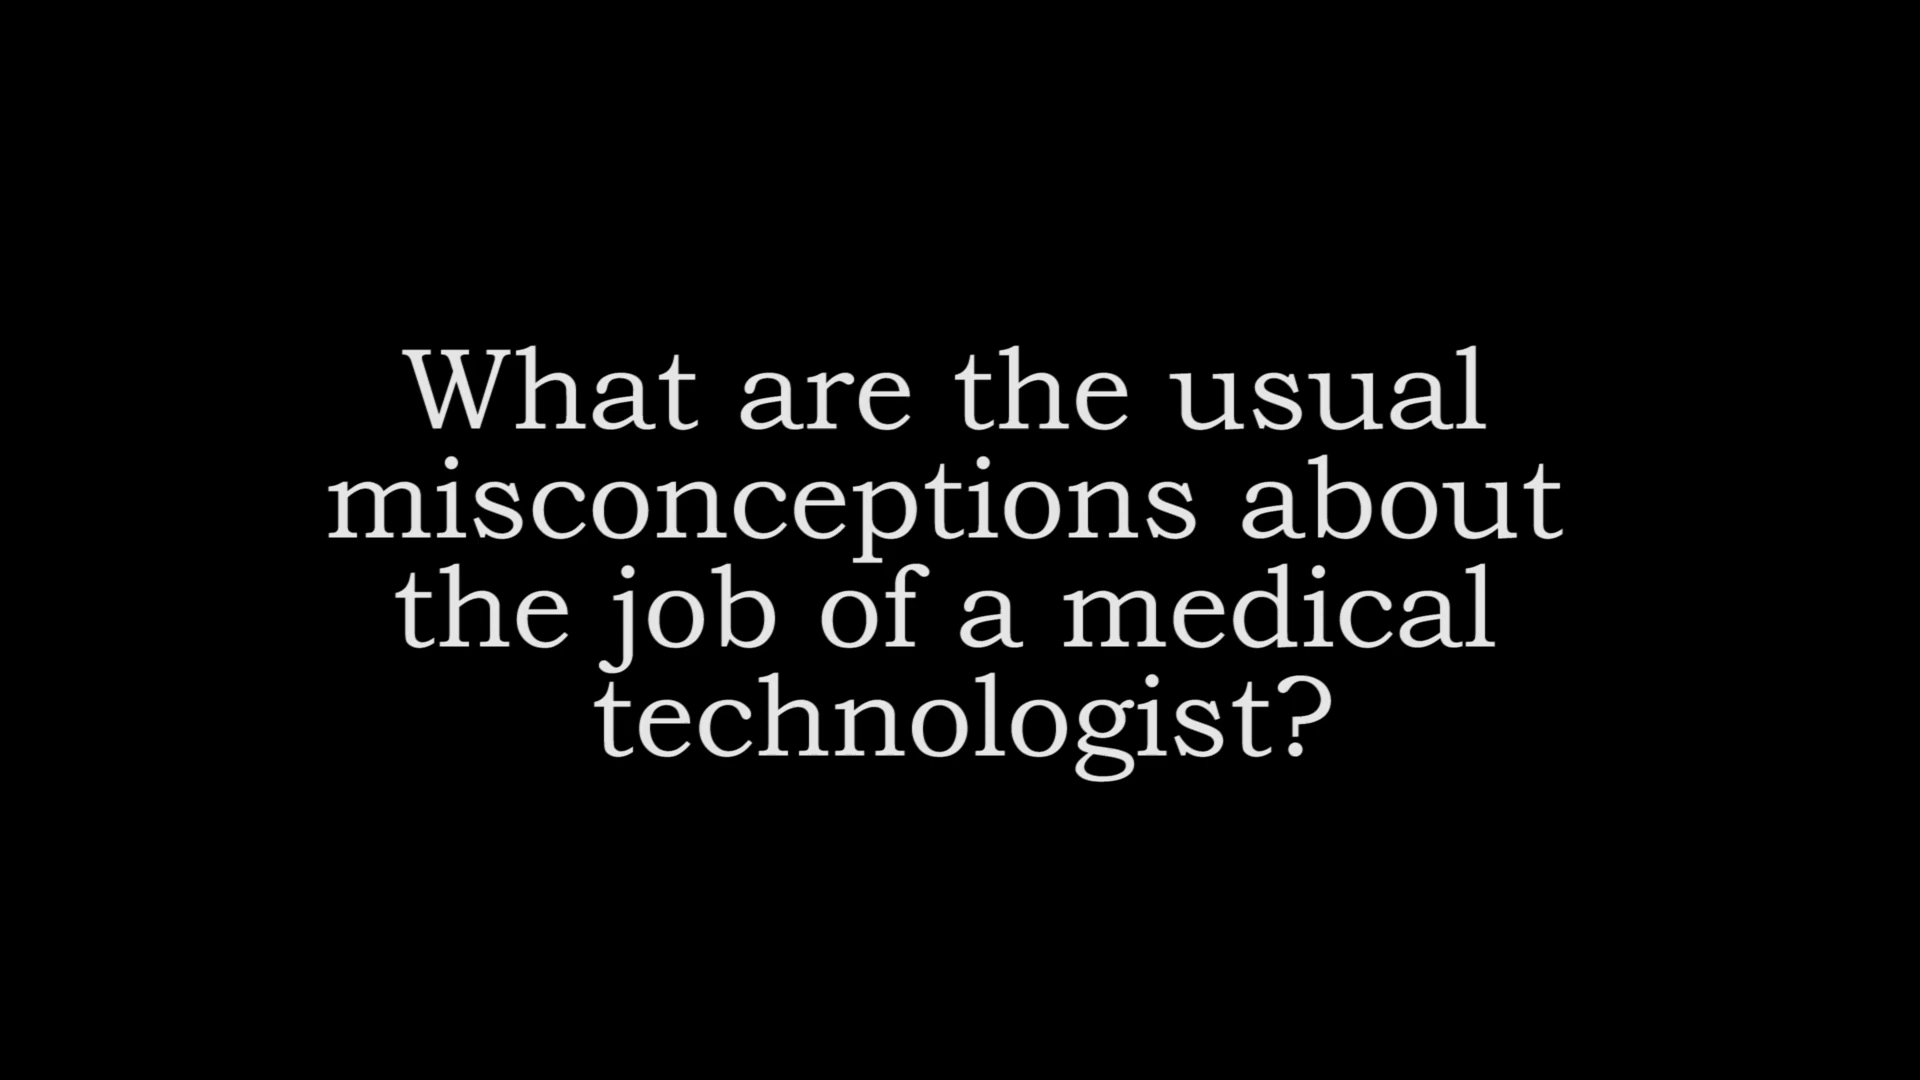 What are the usual
misconceptions about
the job of a medical
technologist?